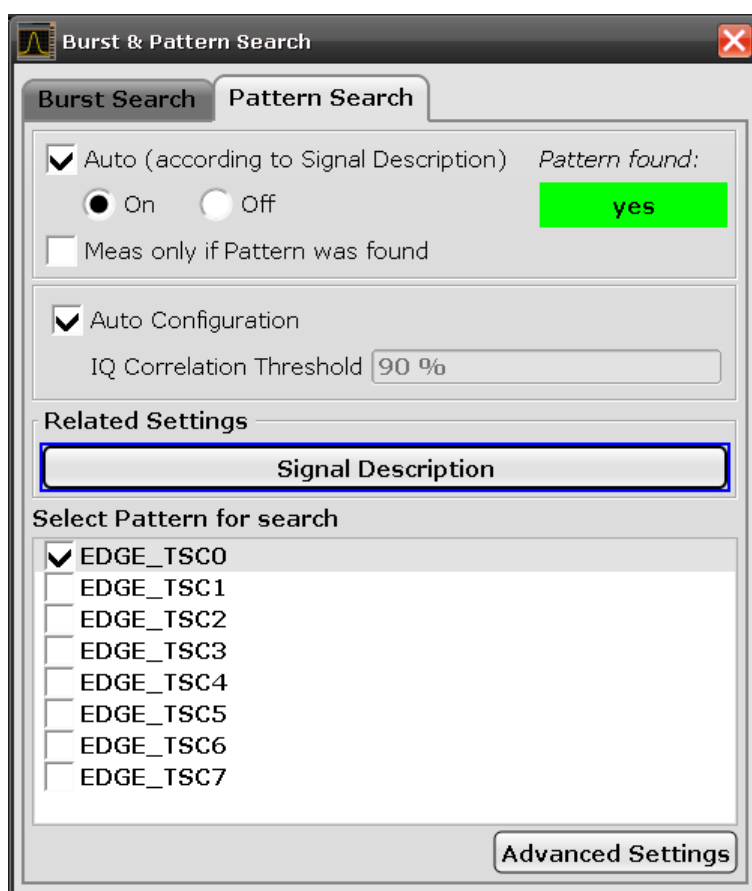 Burst & Pattern Search
Burst Search Pattern Search
Auto (according to Signal Description) Pattern found:
On Off yes
Meas only if Pattern was found
Auto Configuration
IQ Correlation Threshold 90 %
Related Settings
Signal Description
Select Pattern for search
EDGE_TSC0
EDGE_TSC1
EDGE_TSC2
EDGE_TSC3
EDGE_TSC4
EDGE_TSC5
EDGE_TSC6
EDGE_TSC7
Advanced Settings